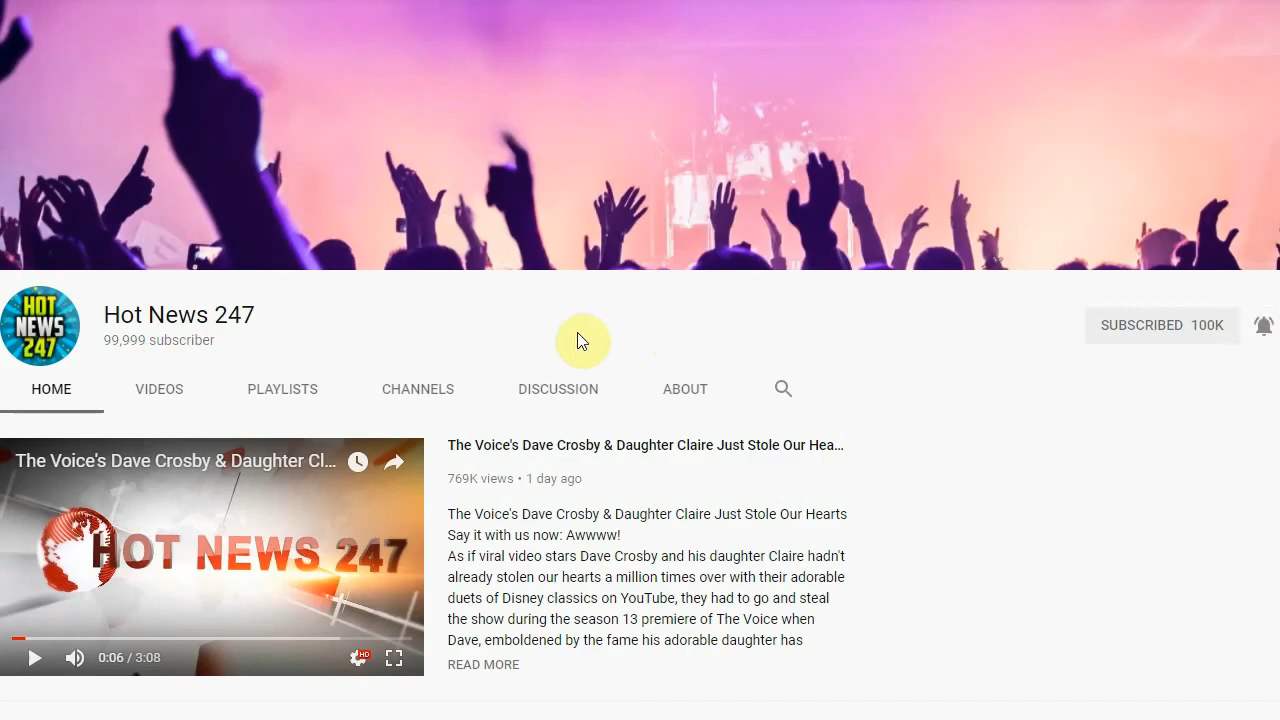 HOT
NEWS
247
Hot News 247
99,999 subscriber
SUBSCRIBED 100K
HOME VIDEOS PLAYLISTS CHANNELS DISCUSSION ABOUT
The Voice's Dave Crosby & Daughter Cl...
HOT NEWS 247
0:06 / 3:08
HD
The Voice's Dave Crosby & Daughter Claire Just Stole Our Hea...
769K views • 1 day ago
The Voice's Dave Crosby & Daughter Claire Just Stole Our Hearts
Say it with us now: Awwww!
As if viral video stars Dave Crosby and his daughter Claire hadn't
already stolen our hearts a million times over with their adorable
duets of Disney classics on YouTube, they had to go and steal
the show during the season 13 premiere of The Voice when
Dave, emboldened by the fame his adorable daughter has
READ MORE